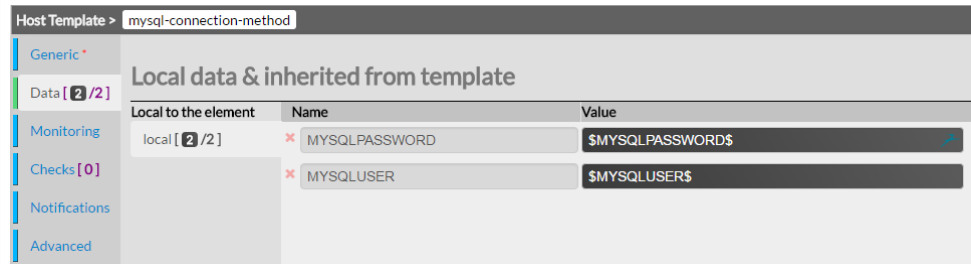 Host Template > mysql-connection-method
Generic *
Data [ 2 /2 ]
Monitoring
Checks [ 0 ]
Notifications
Advanced
Local data & inherited from template
Local to the element Name Value
local [ 2 /2 ] × MYSQLPASSWORD $MYSQLPASSWORD$
× MYSQLUSER $MYSQLUSER$